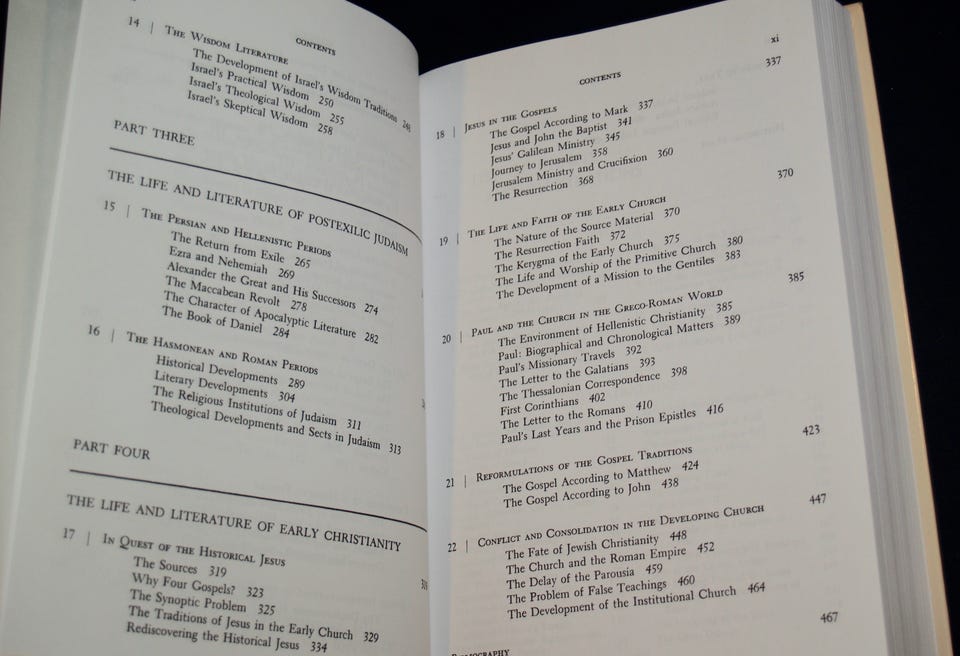 CONTENTS
14 | THE WISDOM LITERATURE
The Development of Israel's Wisdom Traditions 248
Israel's Practical Wisdom 250
Israel's Theological Wisdom 255
Israel's Skeptical Wisdom 258
PART THREE
THE LIFE AND LITERATURE OF POSTEXILIC JUDAISM
15 | THE PERSIAN AND HELLENISTIC PERIODS
The Return from Exile 265
Ezra and Nehemiah 269
Alexander the Great and His Successors 274
The Maccabean Revolt 278
The Character of Apocalyptic Literature 282
The Book of Daniel 284
16 | THE HASMONEAN AND ROMAN PERIODS
Historical Developments 289
Literary Developments 304
The Religious Institutions of Judaism 311
Theological Developments and Sects in Judaism 313
PART FOUR
THE LIFE AND LITERATURE OF EARLY CHRISTIANITY
17 | IN QUEST OF THE HISTORICAL JESUS
The Sources 319
Why Four Gospels? 323
The Synoptic Problem 325
The Traditions of Jesus in the Early Church 329
Rediscovering the Historical Jesus 334
xi
CONTENTS
18 | JESUS IN THE GOSPELS 337
The Gospel According to Mark 337
Jesus and John the Baptist 341
Jesus' Galilean Ministry 345
Journey to Jerusalem 358
Jerusalem Ministry and Crucifixion 360
The Resurrection 368
19 | THE LIFE AND FAITH OF THE EARLY CHURCH 370
The Nature of the Source Material 370
The Resurrection Faith 372
The Kerygma of the Early Church 375
The Life and Worship of the Primitive Church 380
The Development of a Mission to the Gentiles 383
20 | PAUL AND THE CHURCH IN THE GRECO-ROMAN WORLD 385
The Environment of Hellenistic Christianity 385
Paul: Biographical and Chronological Matters 389
Paul's Missionary Travels 392
The Letter to the Galatians 393
The Thessalonian Correspondence 398
First Corinthians 402
The Letter to the Romans 410
Paul's Last Years and the Prison Epistles 416
21 | REFORMULATIONS OF THE GOSPEL TRADITIONS 423
The Gospel According to Matthew 424
The Gospel According to John 438
22 | CONFLICT AND CONSOLIDATION IN THE DEVELOPING CHURCH 447
The Fate of Jewish Christianity 448
The Church and the Roman Empire 452
The Delay of the Parousia 459
The Problem of False Teachings 460
The Development of the Institutional Church 464
BIBLIOGRAPHY 467